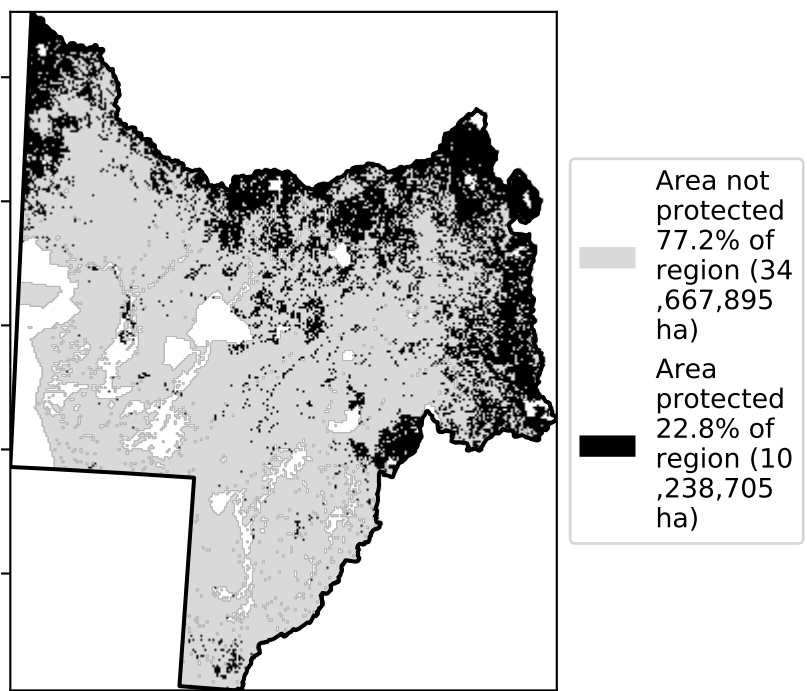 Area not
protected
77.2% of
region (34
,667,895
ha)
Area
protected
22.8% of
region (10
,238,705
ha)